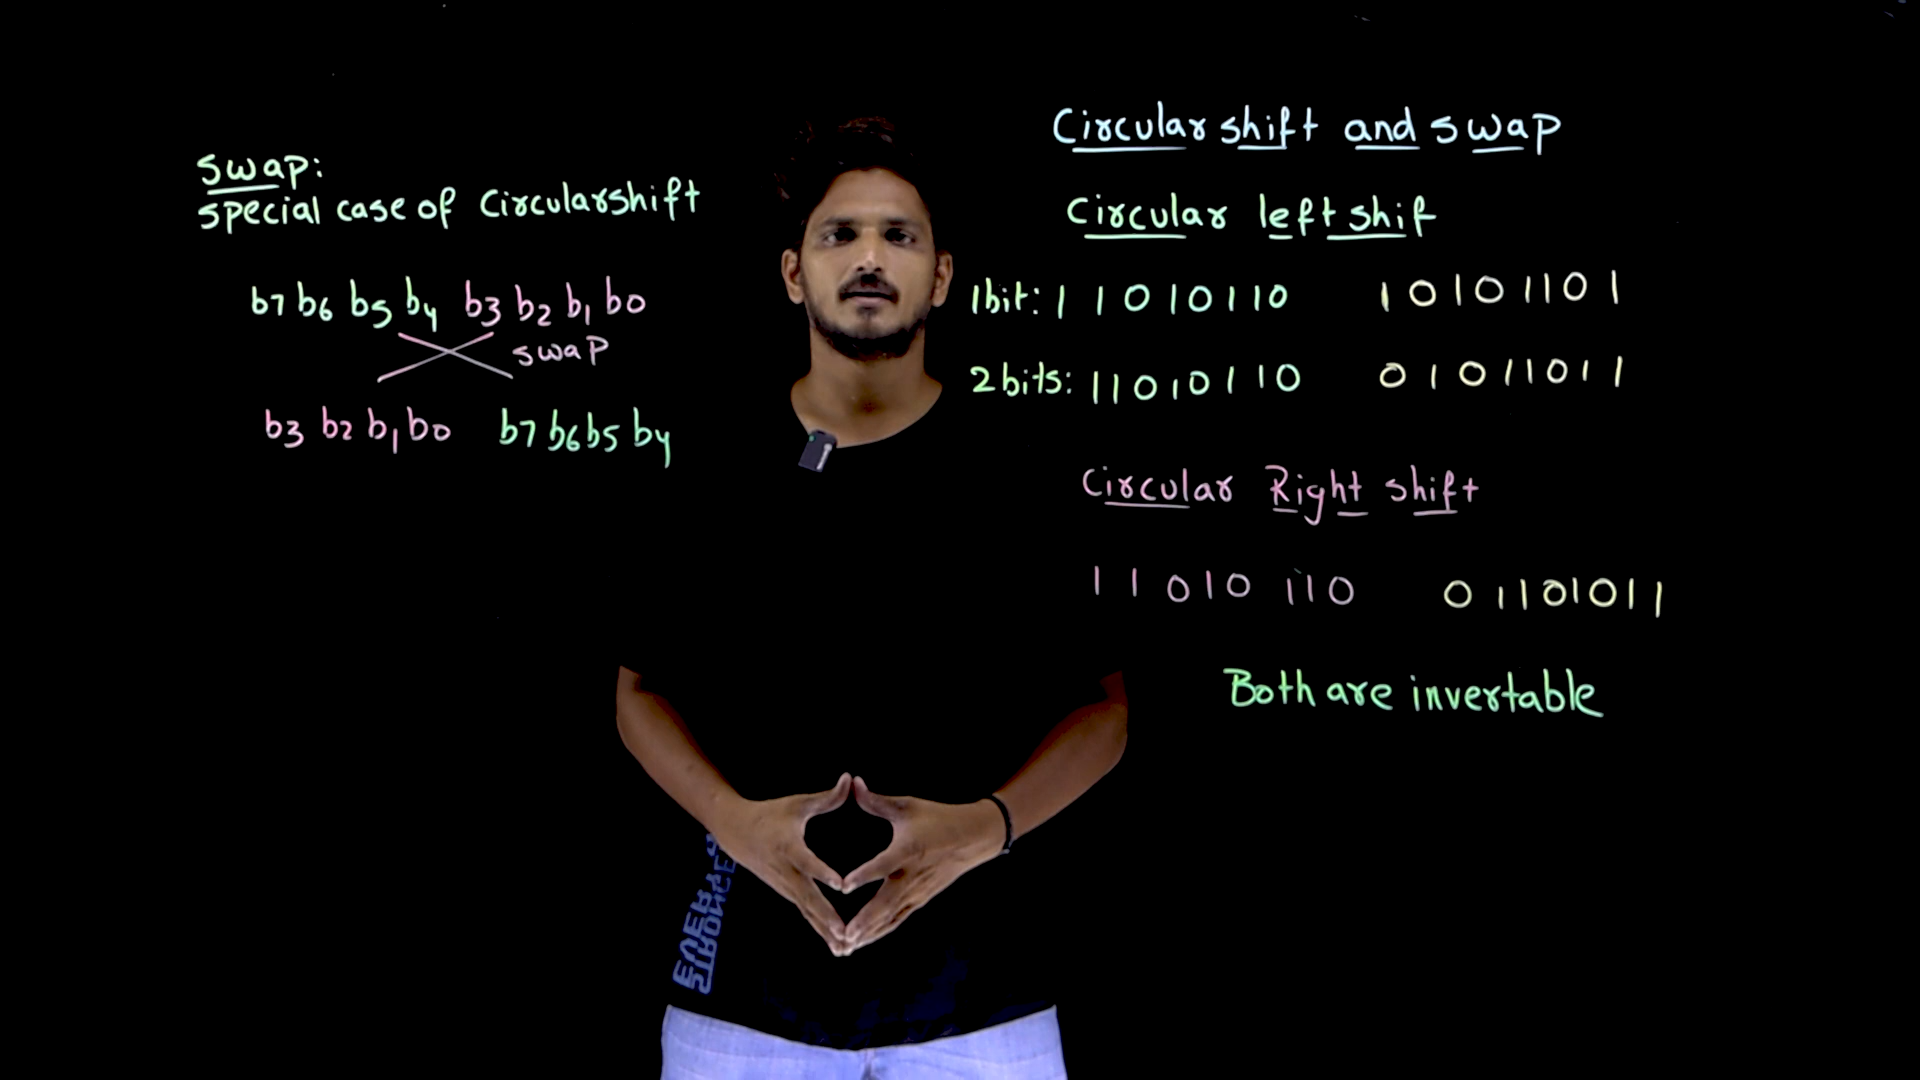 Circular shift and swap
swap:
special case of Circularshift
b7 b6 b5 b4 b3 b2 b1 b0
swap
b3 b2 b1 b0 b7 b6 b5 b4
Circular left shif
1bit: 1 1 0 1 0 1 1 0 1 0 1 0 1 1 0 1
2bits: 1 1 0 1 0 1 1 0 0 1 0 1 1 0 1 1
Circular Right shift
1 1 0 1 0 1 1 0 0 1 1 0 1 0 1 1
Both are invertable